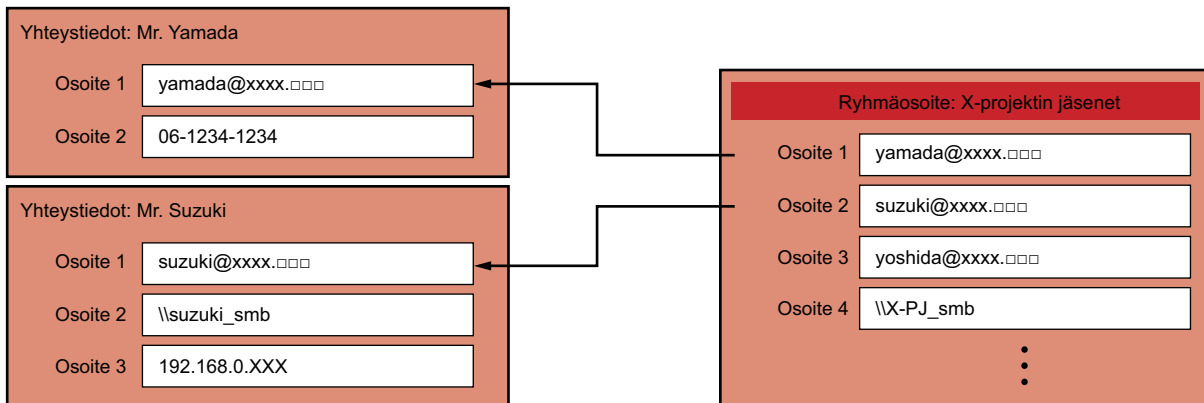 Yhteystiedot: Mr. Yamada
Osoite 1 yamada@xxxx.□□□
Osoite 2 06-1234-1234
Yhteystiedot: Mr. Suzuki
Osoite 1 suzuki@xxxx.□□□
Osoite 2 \\suzuki_smb
Osoite 3 192.168.0.XXX
Ryhmäosoite: X-projektin jäsenet
Osoite 1 yamada@xxxx.□□□
Osoite 2 suzuki@xxxx.□□□
Osoite 3 yoshida@xxxx.□□□
Osoite 4 \\X-PJ_smb